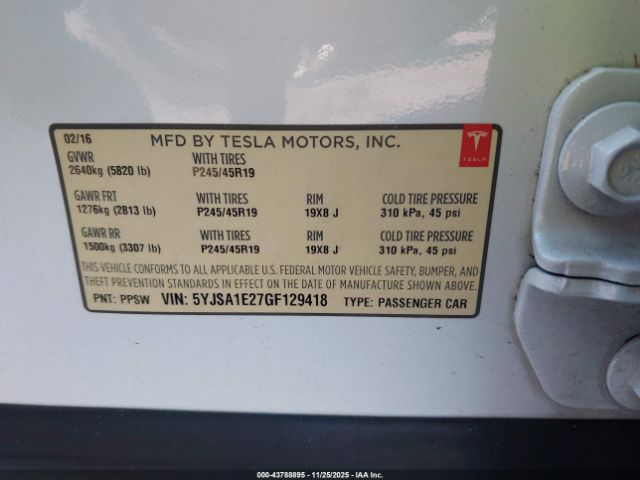 02/16 MFD BY TESLA MOTORS, INC.
TESLA
GVWR WITH TIRES
2640kg (5820 lb) P245/45R19
GAWR FRT WITH TIRES RIM COLD TIRE PRESSURE
1276kg (2813 lb) P245/45R19 19X8 J 310 kPa, 45 psi
GAWR RR WITH TIRES RIM COLD TIRE PRESSURE
1500kg (3307 lb) P245/45R19 19X8 J 310 kPa, 45 psi
THIS VEHICLE CONFORMS TO ALL APPLICABLE U.S. FEDERAL MOTOR VEHICLE SAFETY, BUMPER, AND
THEFT PREVENTION STANDARDS IN EFFECT ON THE DATE OF MANUFACTURE SHOWN ABOVE.
PNT: PPSW VIN: 5YJSA1E27GF129418 TYPE: PASSENGER CAR
000-43788895 - 11/25/2025 - IAA Inc.